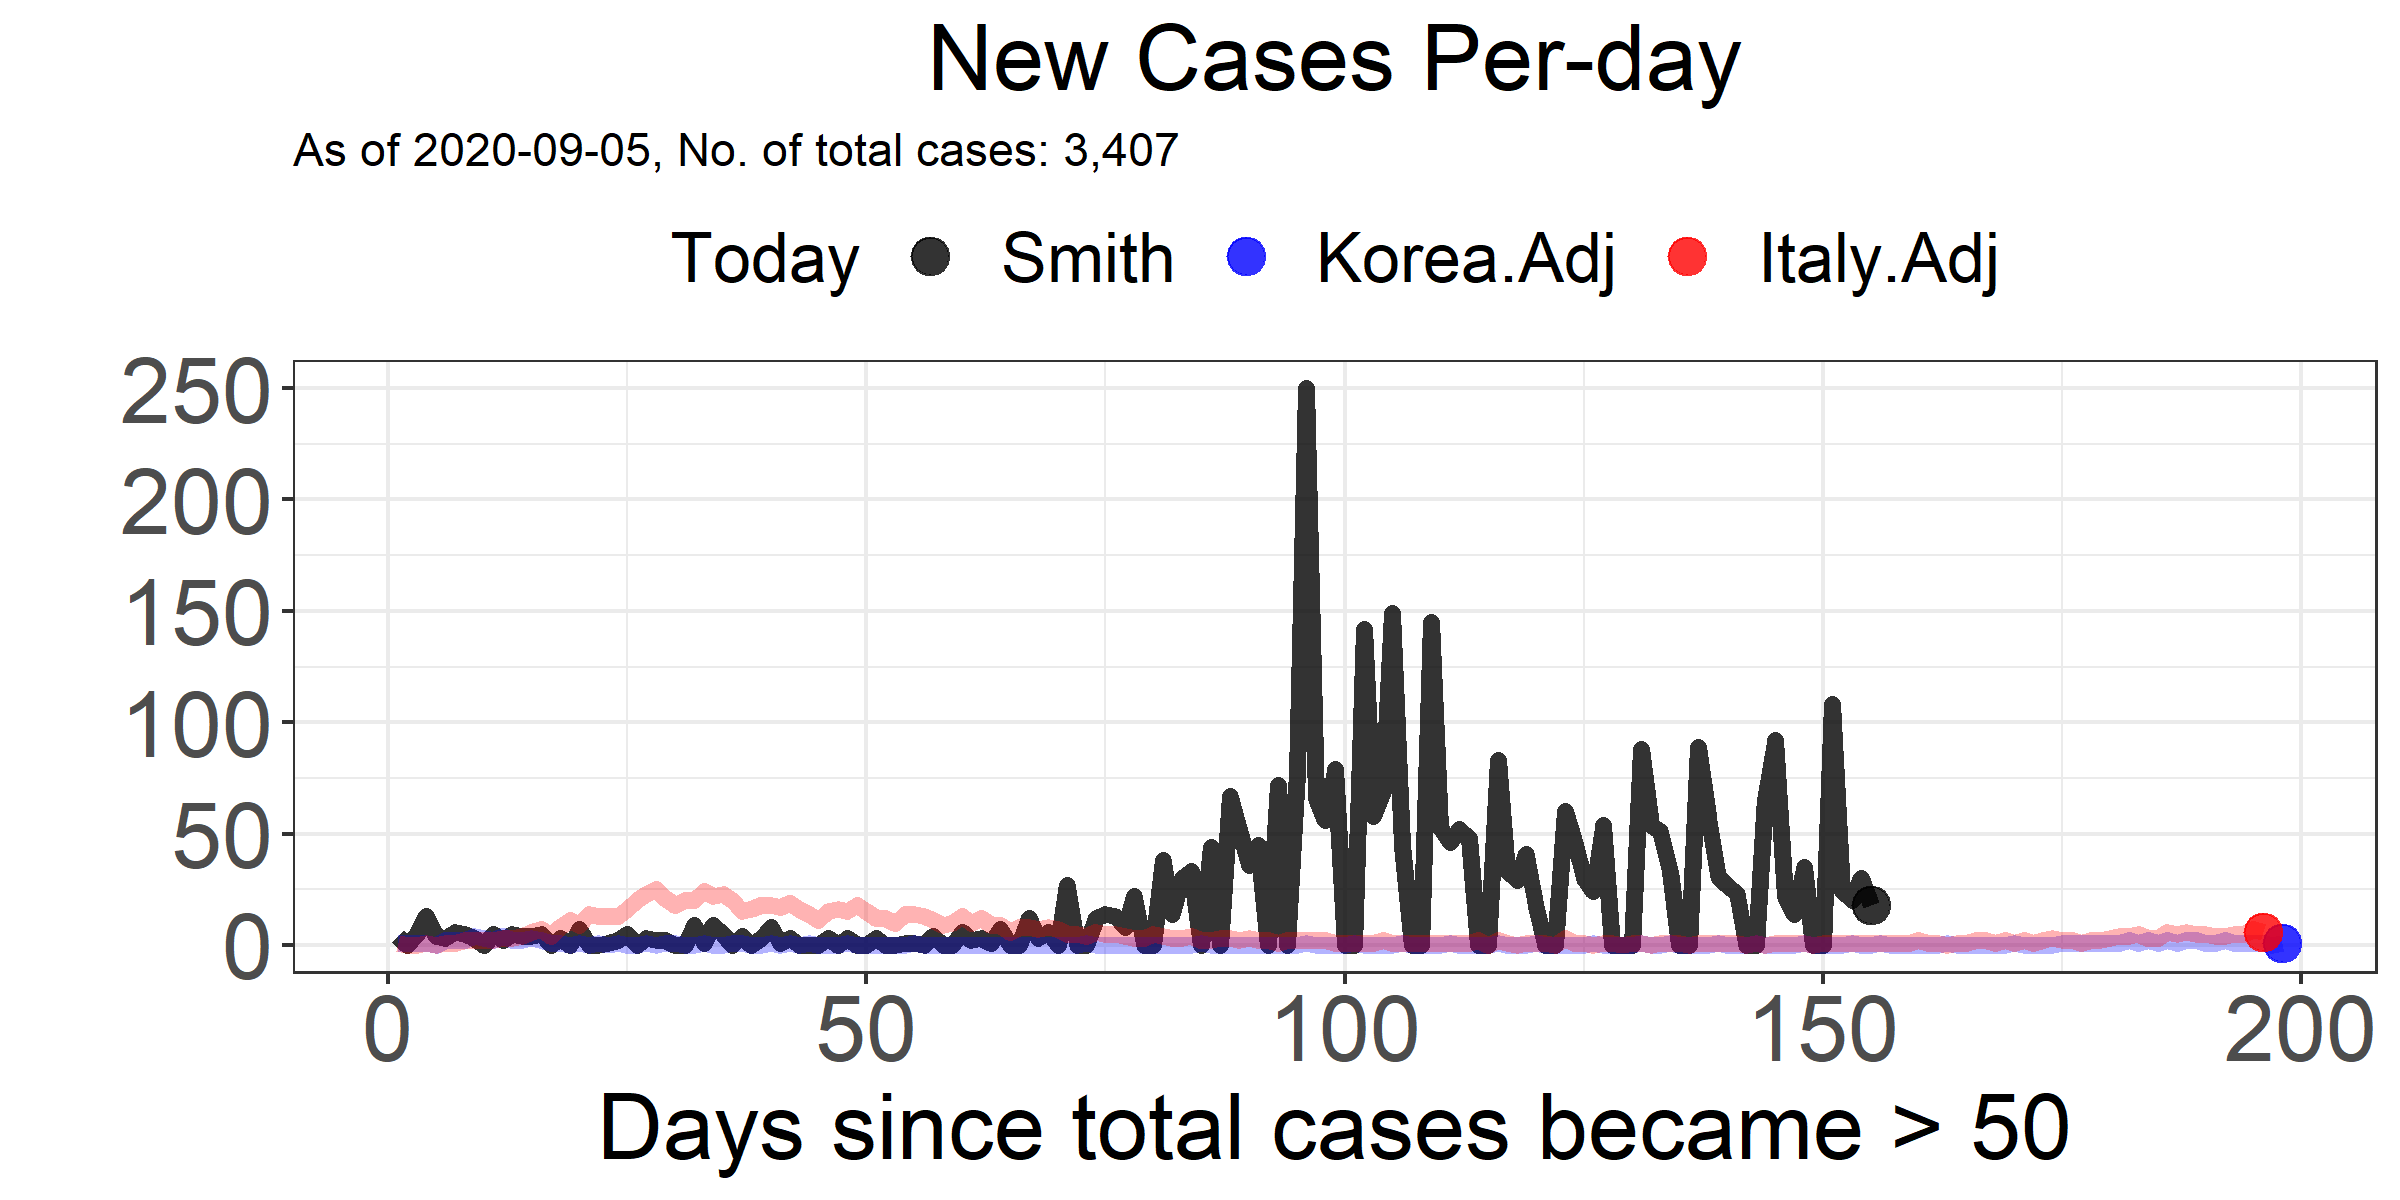 New Cases Per-day
As of 2020-09-05, No. of total cases: 3,407
Today Smith Korea.Adj Italy.Adj
250
200
150
100
50
0
0 50 100 150 200
Days since total cases became > 50